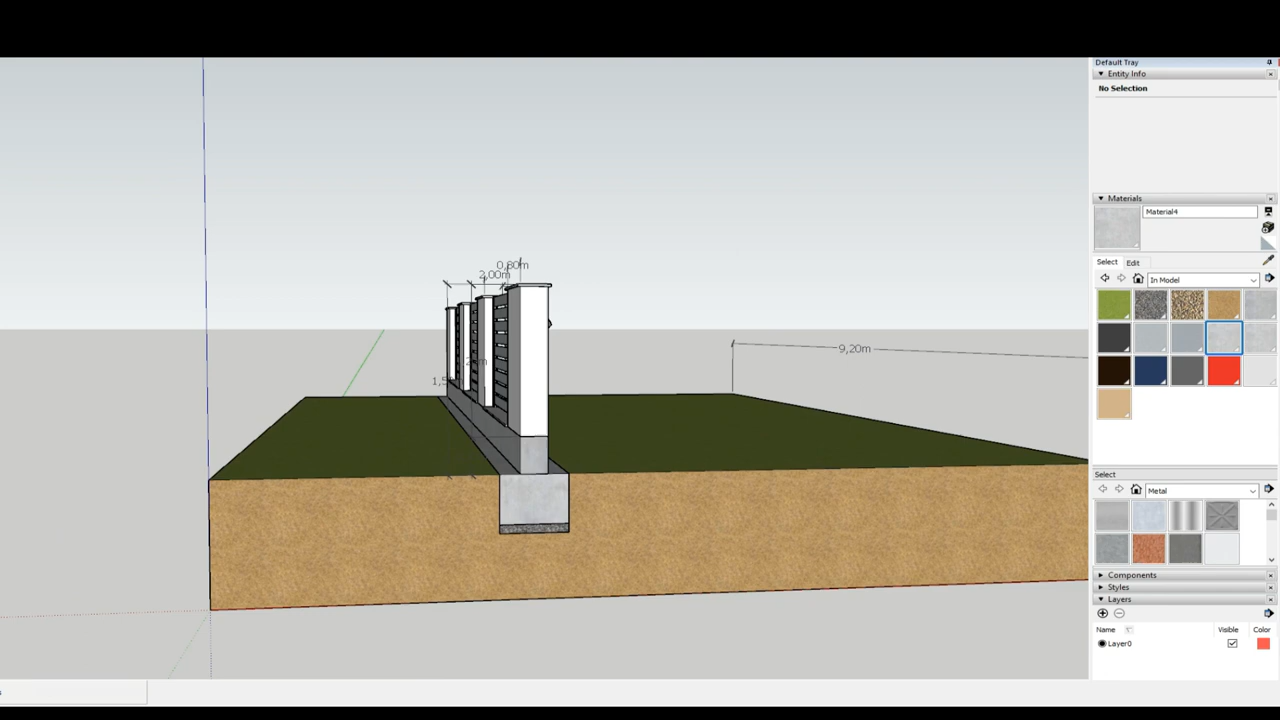 Default Tray
Entity Info
No Selection
Materials
Material4
Select
Edit
In Model
0,80m
2,00m
9,20m
Select
Metal
Components
Styles
Layers
Name
Visible
Color
Layer0